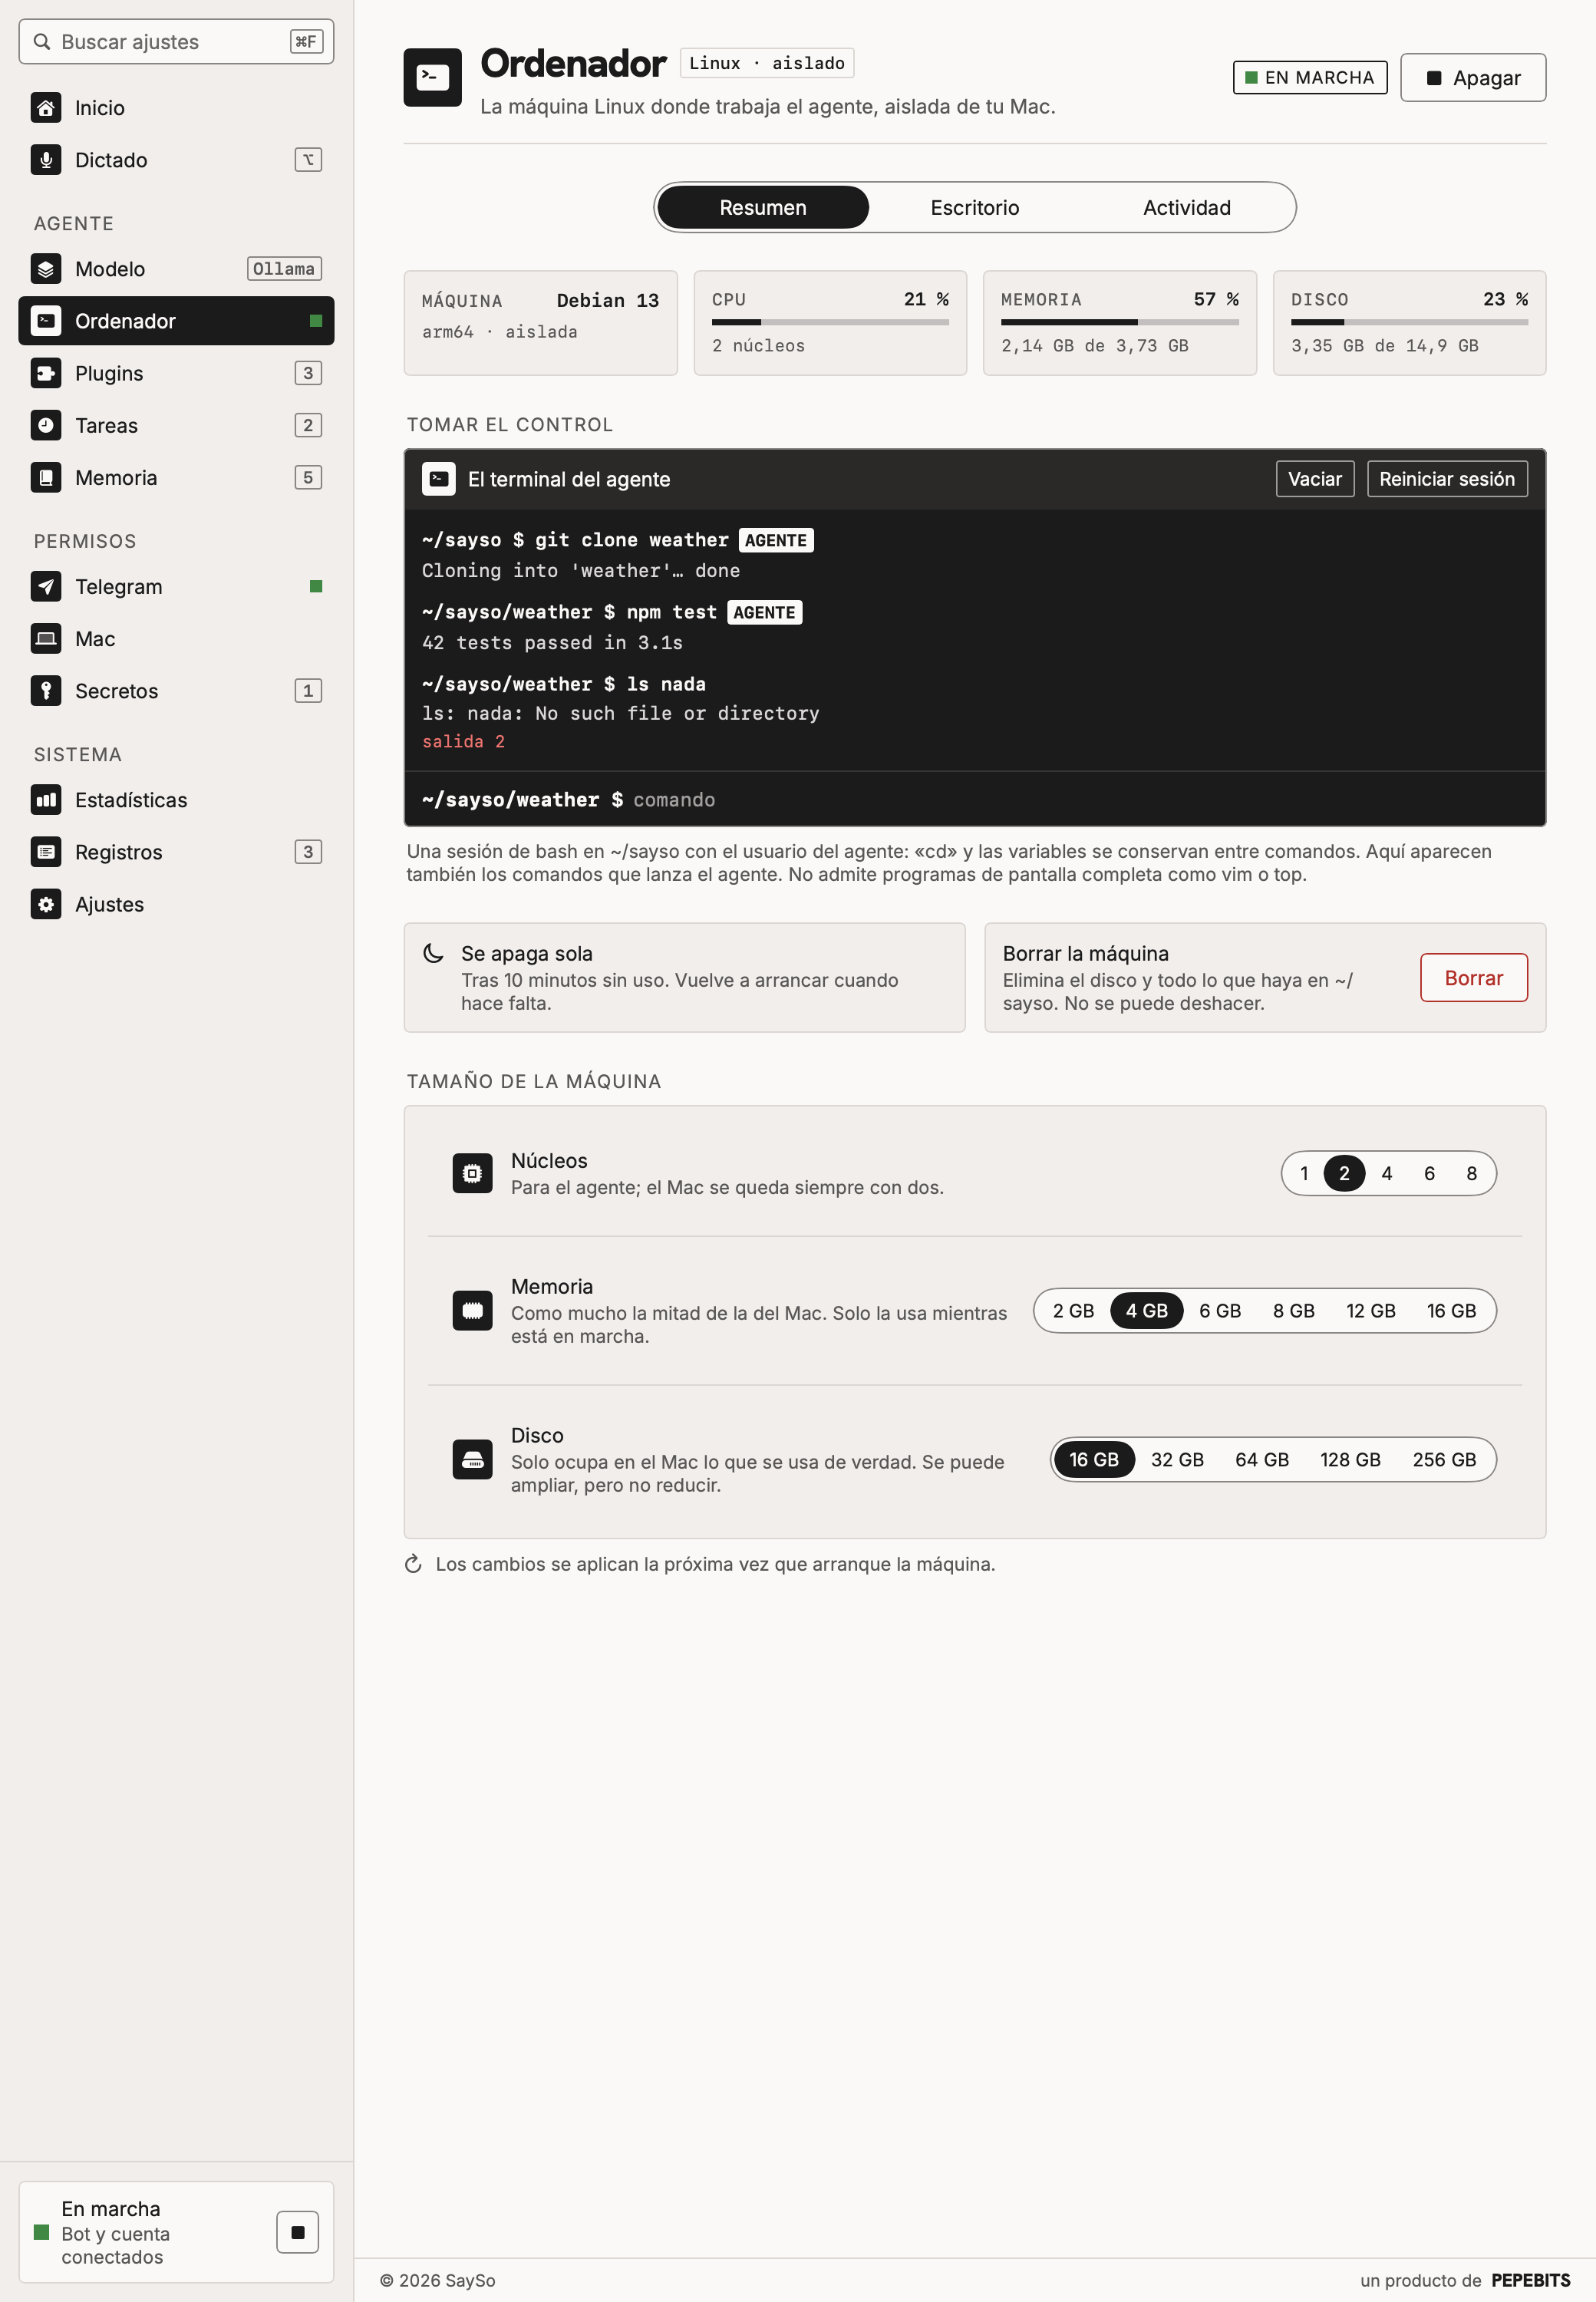 Buscar ajustes ⌘F
Inicio
Dictado ⌥
AGENTE
Modelo Ollama
Ordenador
Plugins 3
Tareas 2
Memoria 5
PERMISOS
Telegram
Mac
Secretos 1
SISTEMA
Estadísticas
Registros 3
Ajustes
En marcha
Bot y cuenta
conectados
Ordenador Linux · aislado
La máquina Linux donde trabaja el agente, aislada de tu Mac.
EN MARCHA Apagar
Resumen Escritorio Actividad
MÁQUINA Debian 13
arm64 · aislada
CPU 21 %
2 núcleos
MEMORIA 57 %
2,14 GB de 3,73 GB
DISCO 23 %
3,35 GB de 14,9 GB
TOMAR EL CONTROL
El terminal del agente Vaciar Reiniciar sesión
~/sayso $ git clone weather AGENTE
Cloning into 'weather'… done
~/sayso/weather $ npm test AGENTE
42 tests passed in 3.1s
~/sayso/weather $ ls nada
ls: nada: No such file or directory
salida 2
~/sayso/weather $ comando
Una sesión de bash en ~/sayso con el usuario del agente: «cd» y las variables se conservan entre comandos. Aquí aparecen
también los comandos que lanza el agente. No admite programas de pantalla completa como vim o top.
Se apaga sola
Tras 10 minutos sin uso. Vuelve a arrancar cuando
hace falta.
Borrar la máquina
Elimina el disco y todo lo que haya en ~/
sayso. No se puede deshacer.
Borrar
TAMAÑO DE LA MÁQUINA
Núcleos
Para el agente; el Mac se queda siempre con dos.
1 2 4 6 8
Memoria
Como mucho la mitad de la del Mac. Solo la usa mientras
está en marcha.
2 GB 4 GB 6 GB 8 GB 12 GB 16 GB
Disco
Solo ocupa en el Mac lo que se usa de verdad. Se puede
ampliar, pero no reducir.
16 GB 32 GB 64 GB 128 GB 256 GB
Los cambios se aplican la próxima vez que arranque la máquina.
© 2026 SaySo un producto de PEPEBITS